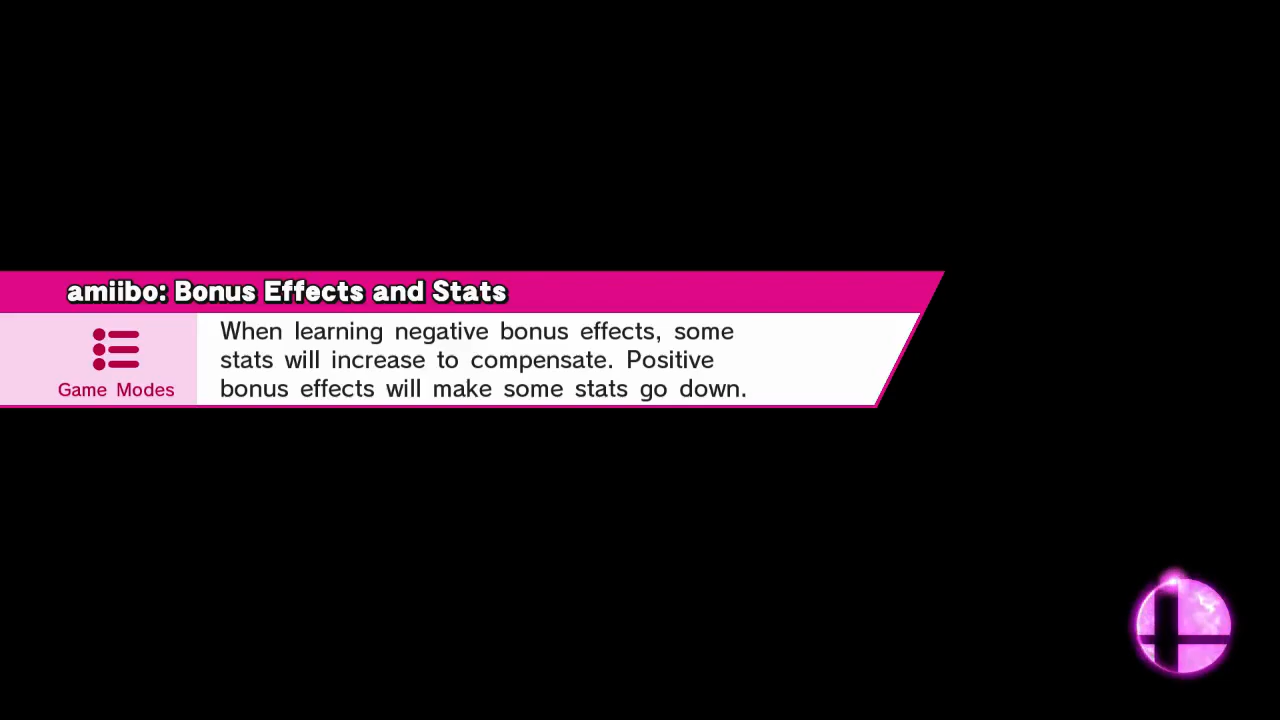 amiibo: Bonus Effects and Stats
When learning negative bonus effects, some
stats will increase to compensate. Positive
bonus effects will make some stats go down.
Game Modes